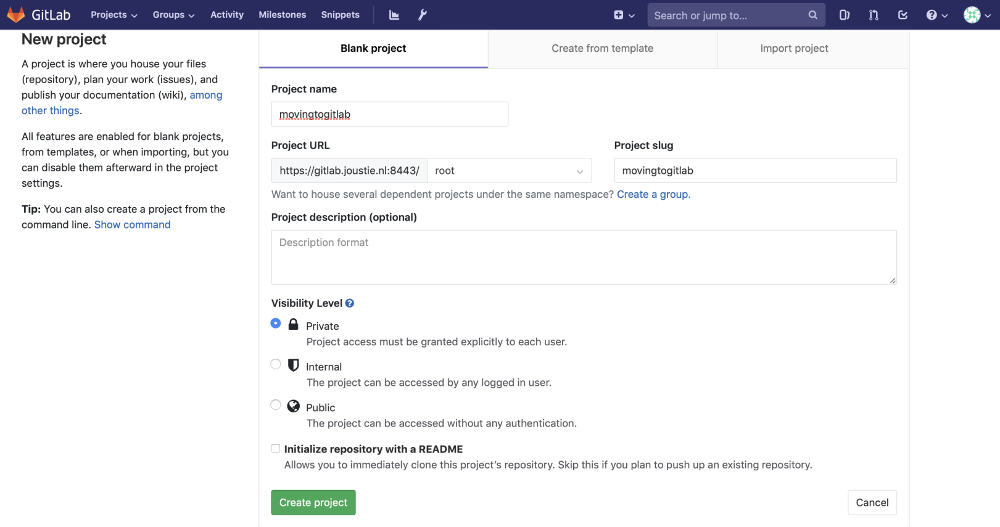 GitLab Projects Groups Activity Milestones Snippets Search or jump to...
New project
A project is where you house your files
(repository), plan your work (issues), and
publish your documentation (wiki), among
other things.
All features are enabled for blank projects,
from templates, or when importing, but you
can disable them afterward in the project
settings.
Tip: You can also create a project from the
command line. Show command
Blank project Create from template Import project
Project name
movingtogitlab
Project URL Project slug
https://gitlab.joustie.nl:8443/ root movingtogitlab
Want to house several dependent projects under the same namespace? Create a group.
Project description (optional)
Description format
Visibility Level
Private
Project access must be granted explicitly to each user.
Internal
The project can be accessed by any logged in user.
Public
The project can be accessed without any authentication.
Initialize repository with a README
Allows you to immediately clone this project’s repository. Skip this if you plan to push up an existing repository.
Create project Cancel